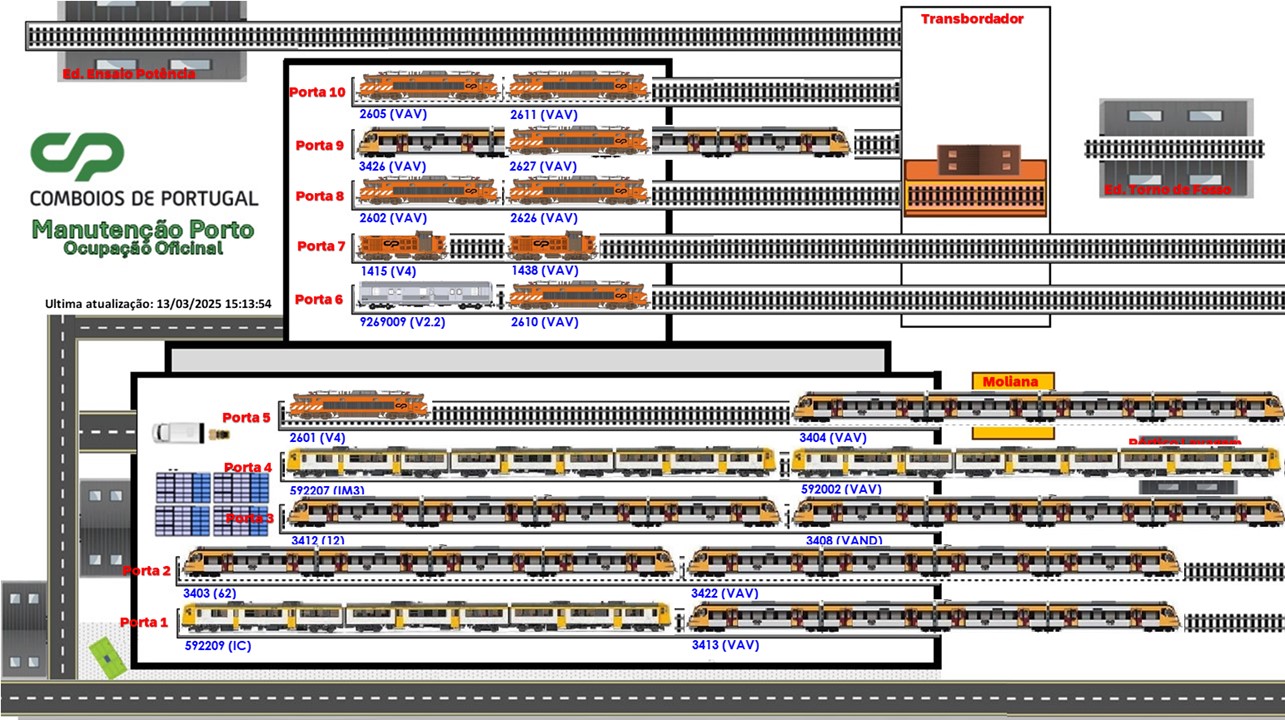 Transbordador
Ed. Ensaio Potência
Porta 10
2605 (VAV)
2611 (VAV)
Porta 9
3426 (VAV)
2627 (VAV)
CP
COMBOIOS DE PORTUGAL
Manutenção Porto
Ocupação Oficinal
Ed. Torno de Fosso
Porta 8
2602 (VAV)
2626 (VAV)
Porta 7
1415 (V4)
1438 (VAV)
Porta 6
9269009 (V2.2)
2610 (VAV)
Ultima atualização: 13/03/2025 15:13:54
Moliana
Porta 5
2601 (V4)
3404 (VAV)
Porta 4
592207 (IM3)
592002 (VAV)
Porta 3
3412 (12)
3408 (VAND)
Porta 2
3403 (62)
3422 (VAV)
Porta 1
592209 (IC)
3413 (VAV)